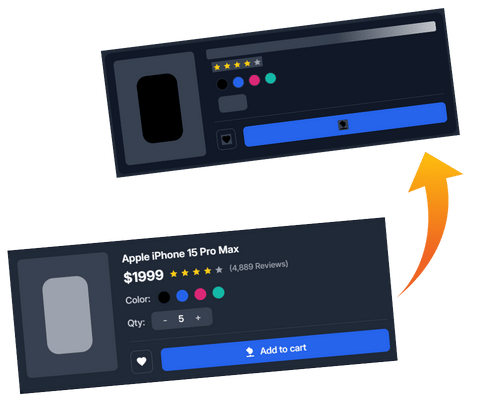 Apple iPhone 15 Pro Max
$1999 (4,889 Reviews)
Color:
Qty: - 5 +
Add to cart